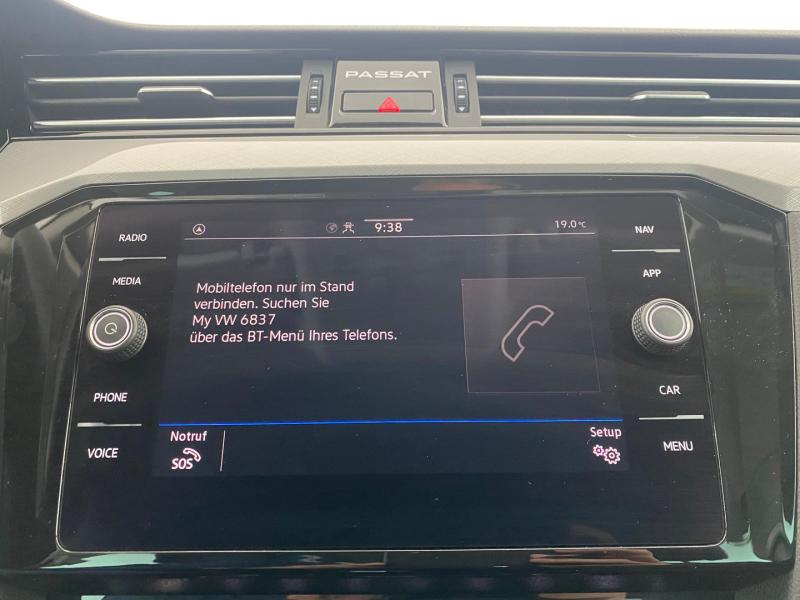 PASSAT
RADIO
9:38
19.0°C
NAV
MEDIA
APP
Mobiltelefon nur im Stand
verbinden. Suchen Sie
My VW 6837
über das BT-Menü Ihres Telefons.
PHONE
CAR
VOICE
Notruf
SOS
Setup
MENU